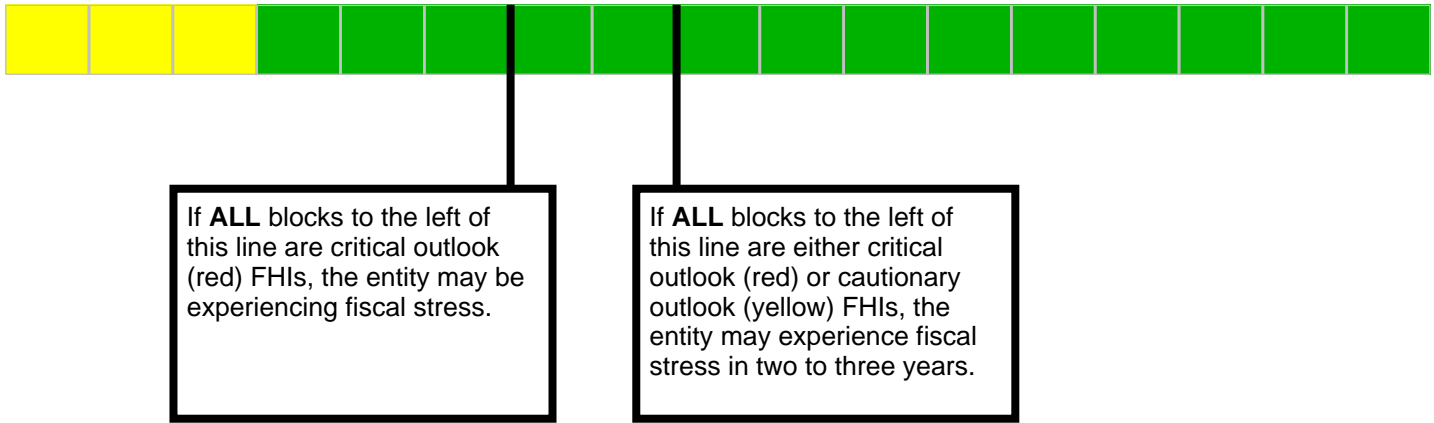 If ALL blocks to the left of
this line are critical outlook
(red) FHIs, the entity may be
experiencing fiscal stress.
If ALL blocks to the left of
this line are either critical
outlook (red) or cautionary
outlook (yellow) FHIs, the
entity may experience fiscal
stress in two to three years.